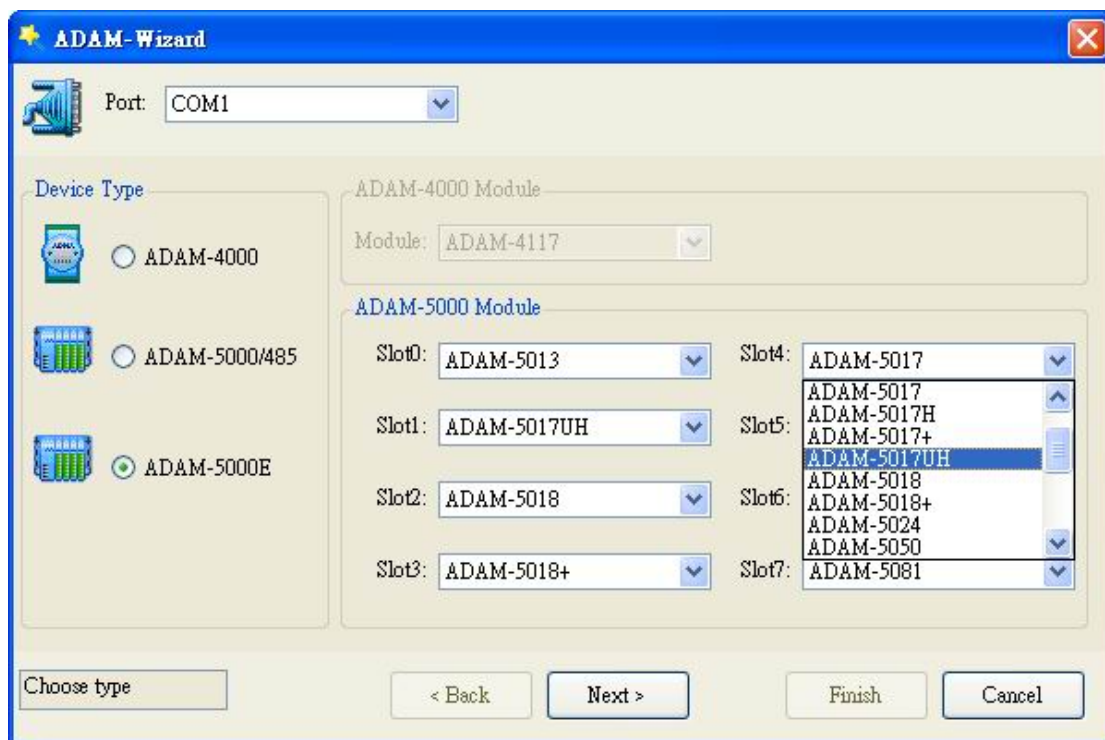 ADAM-Wizard
Port: COM1
Device Type
ADAM-4000
ADAM-5000/485
ADAM-5000E
ADAM-4000 Module
Module: ADAM-4117
ADAM-5000 Module
Slot0: ADAM-5013
Slot1: ADAM-5017UH
Slot2: ADAM-5018
Slot3: ADAM-5018+
Slot4: ADAM-5017
ADAM-5017
ADAM-5017H
ADAM-5017+
ADAM-5017UH
ADAM-5018
ADAM-5018+
ADAM-5024
ADAM-5050
Slot5:
Slot6:
Slot7: ADAM-5081
Choose type
< Back
Next >
Finish
Cancel